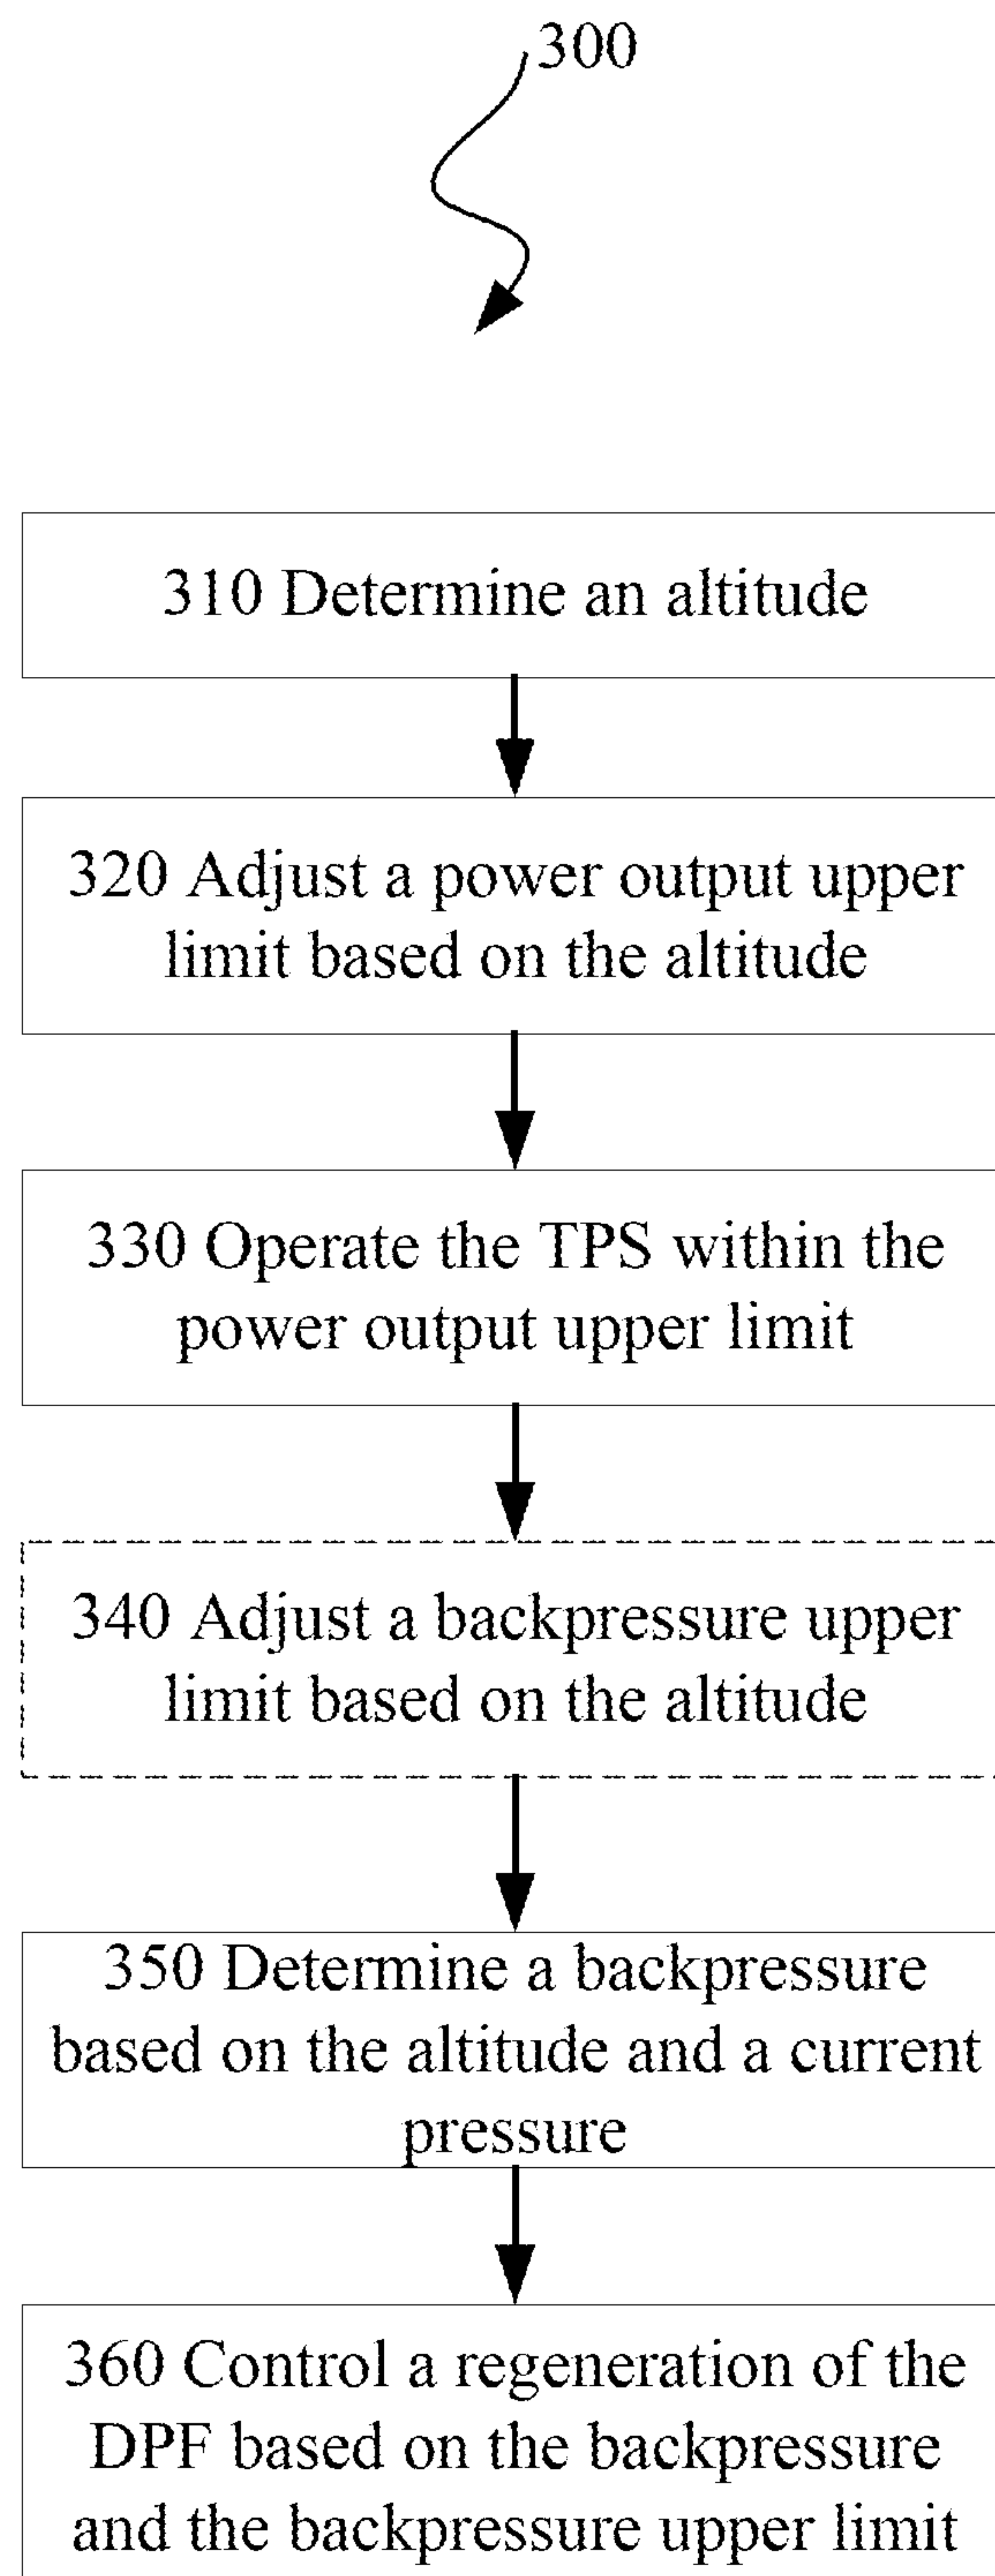 300
310 Determine an altitude
320 Adjust a power output upper
limit based on the altitude
330 Operate the TPS within the
power output upper limit
340 Adjust a backpressure upper
limit based on the altitude
350 Determine a backpressure
based on the altitude and a current
pressure
360 Control a regeneration of the
DPF based on the backpressure
and the backpressure upper limit